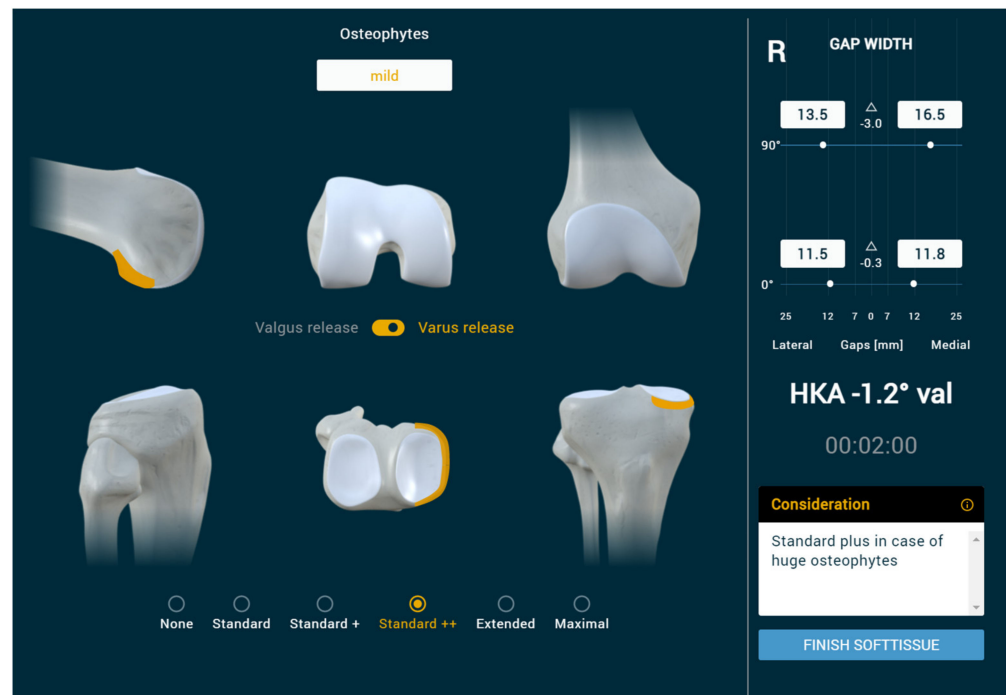 Osteophytes
mild
Valgus release Varus release
None Standard Standard + Standard ++ Extended Maximal
R GAP WIDTH
13.5 △ 16.5
-3.0
90°
11.5 △ 11.8
-0.3
0°
25 12 7 0 7 12 25
Lateral Gaps [mm] Medial
HKA -1.2° val
00:02:00
Consideration
Standard plus in case of
huge osteophytes
FINISH SOFTTISSUE